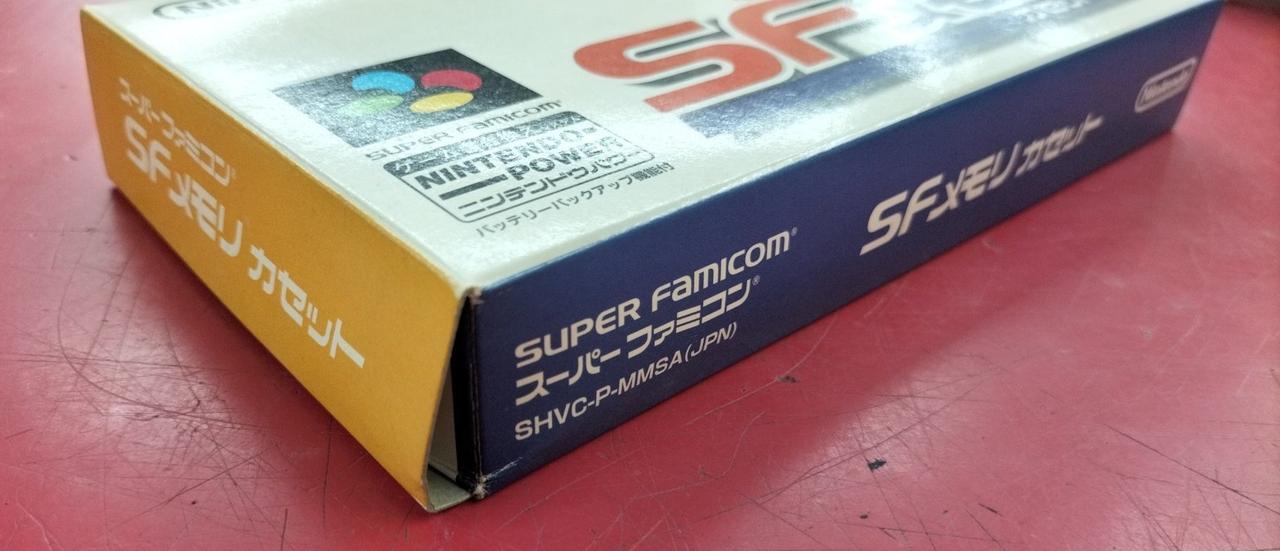 スーパーファミコン®
SFメモリ カセット
SF
SUPER FAMICOM
NINTENDO
POWER
ニンテンドウパワー
バッテリーバックアップ機能付
SUPER FAMICOM®
スーパーファミコン®
SHVC-P-MMSA(JPN)
SFメモリ カセット
Nintendo